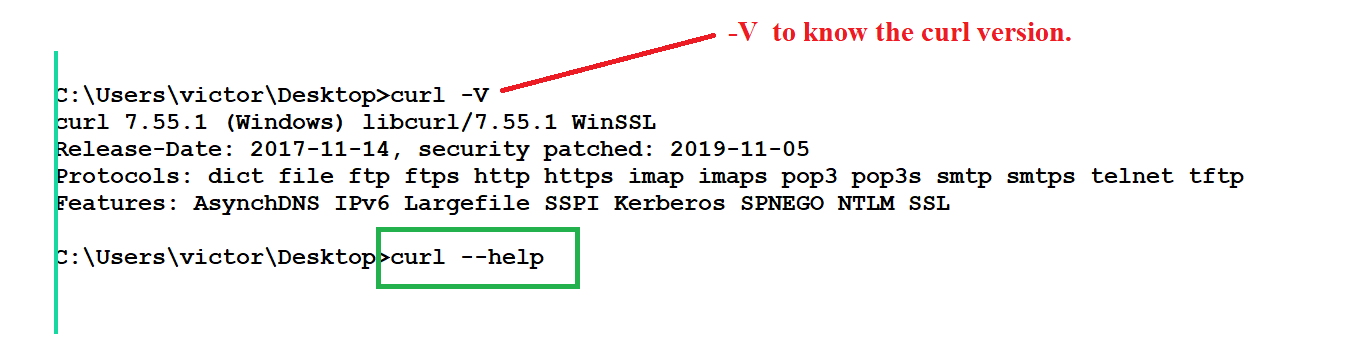 -V to know the curl version.
C:\Users\victor\Desktop>curl -V
curl 7.55.1 (Windows) libcurl/7.55.1 WinSSL
Release-Date: 2017-11-14, security patched: 2019-11-05
Protocols: dict file ftp ftps http https imap imaps pop3 pop3s smtp smtps telnet tftp
Features: AsynchDNS IPv6 Largefile SSPI Kerberos SPNEGO NTLM SSL
C:\Users\victor\Desktop>curl --help